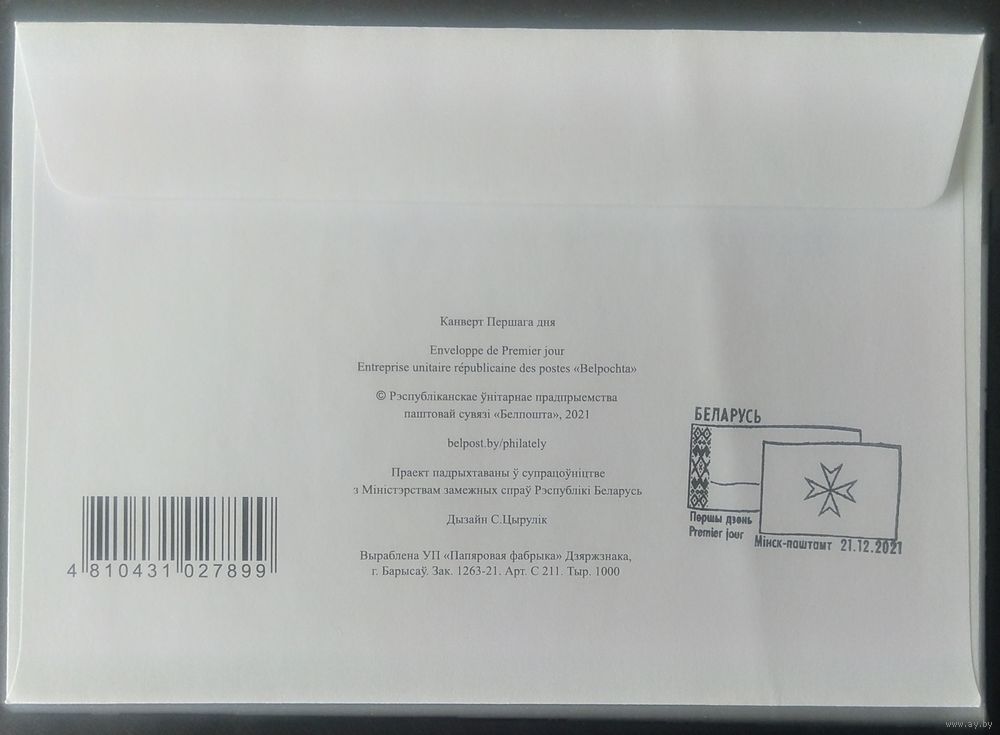 Канверт Першага дня
Enveloppe de Premier jour
Entreprise unitaire républicaine des postes «Belpochta»
© Рэспубліканскае ўнітарнае прадпрыемства
паштовай сувязі «Белпошта», 2021
belpost.by/philately
Праект падрыхтаваны ў супрацоўніцтве
з Міністэрствам замежных спраў Рэспублікі Беларусь
Дызайн С.Цырулік
Выраблена УП «Папяровая фабрыка» Дзяржзнака,
г. Барысаў. Зак. 1263-21. Арт. С 211. Тыр. 1000
4 810431 027899
БЕЛАРУСЬ
Першы дзень
Premier jour
Мінск-паштамт 21.12.2021
www.ay.by